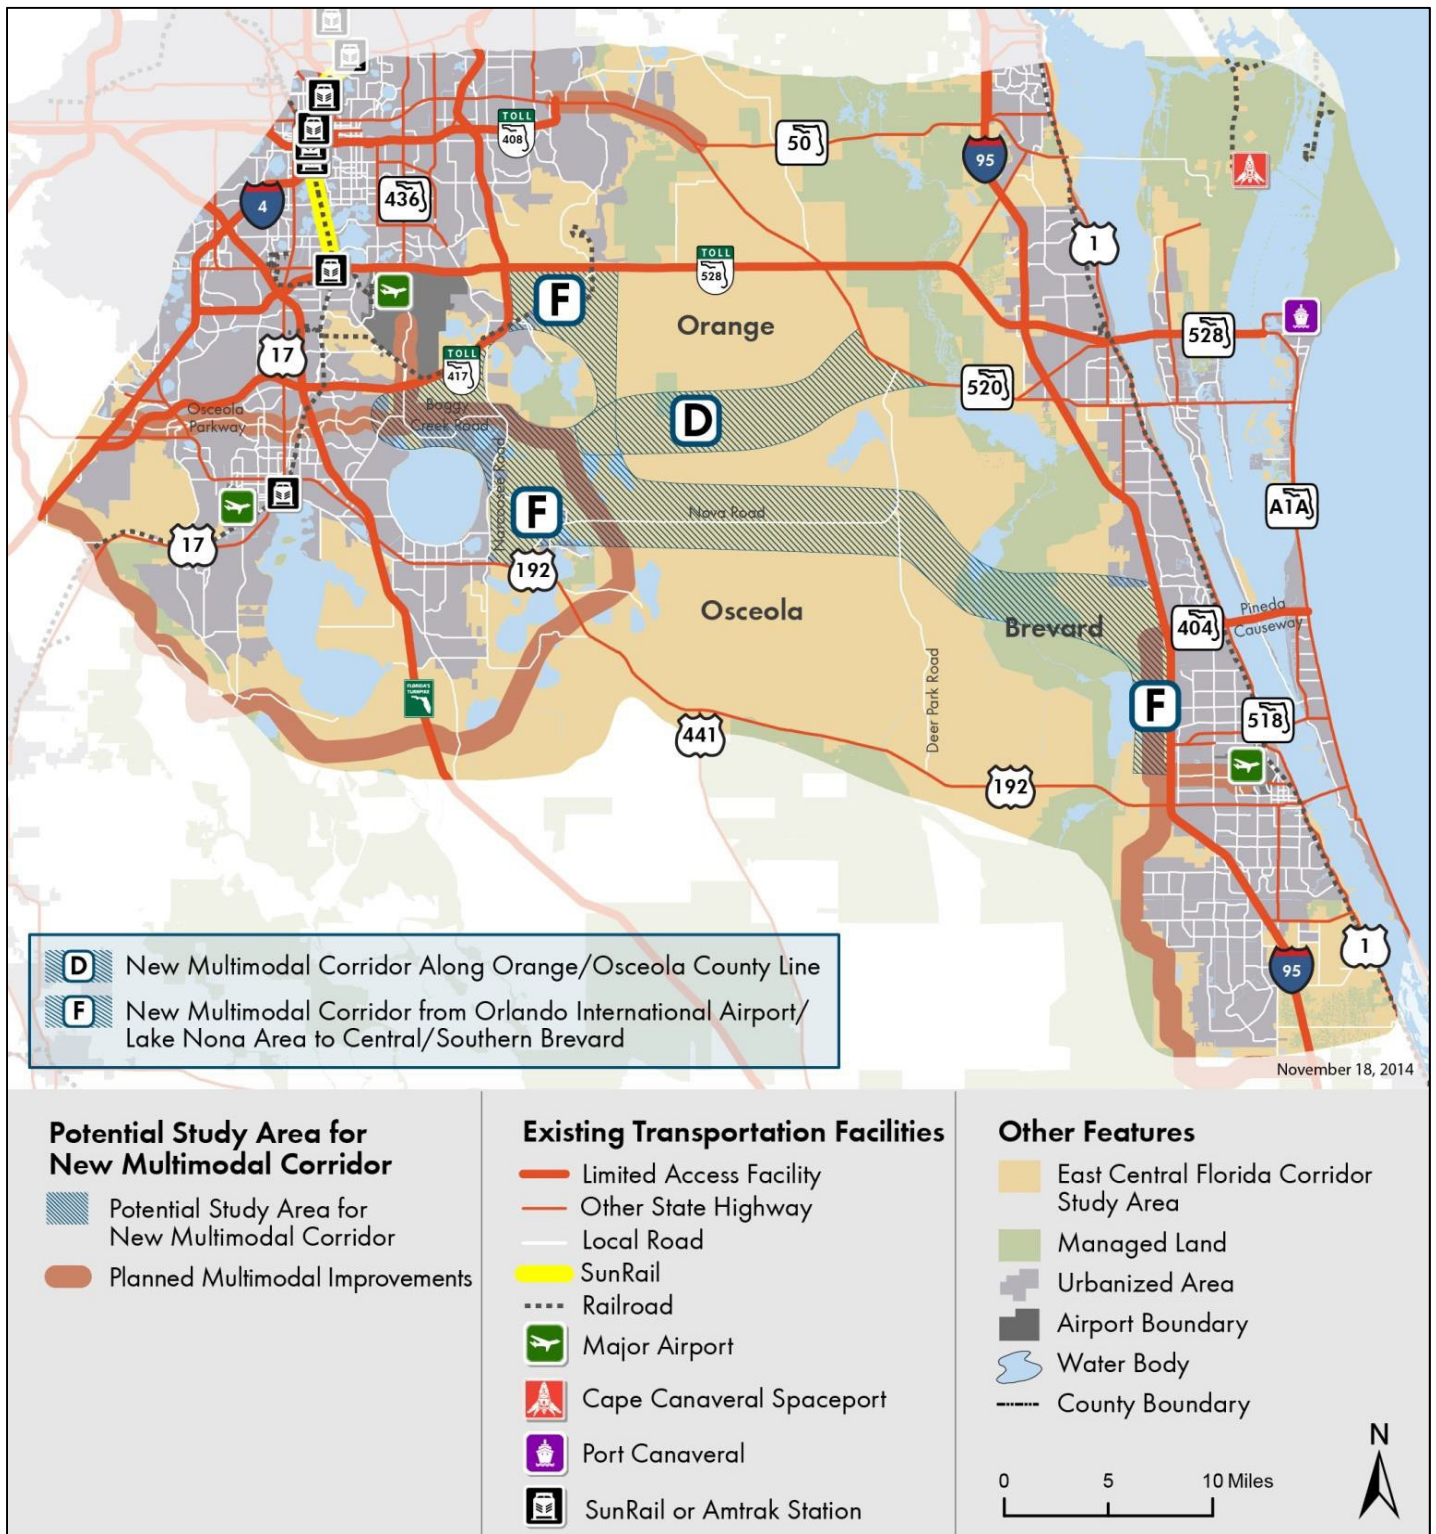 TOLL
408
50
95
4
436
1
TOLL
528
F
Orange
528
17
TOLL
417
520
D
Osceola
Parkway
Boggy
Creek Road
Narcoossee Road
F
Nova Road
A1A
17
192
Osceola
Brevard
404
Pineda
Causeway
FLORIDA'S
TURNPIKE
Deer Park Road
F
518
441
192
1
95
D New Multimodal Corridor Along Orange/Osceola County Line
F New Multimodal Corridor from Orlando International Airport/
Lake Nona Area to Central/Southern Brevard
November 18, 2014
Potential Study Area for
New Multimodal Corridor
Potential Study Area for
New Multimodal Corridor
Planned Multimodal Improvements
Existing Transportation Facilities
Limited Access Facility
Other State Highway
Local Road
SunRail
Railroad
Major Airport
Cape Canaveral Spaceport
Port Canaveral
SunRail or Amtrak Station
Other Features
East Central Florida Corridor
Study Area
Managed Land
Urbanized Area
Airport Boundary
Water Body
County Boundary
N
0 5 10 Miles